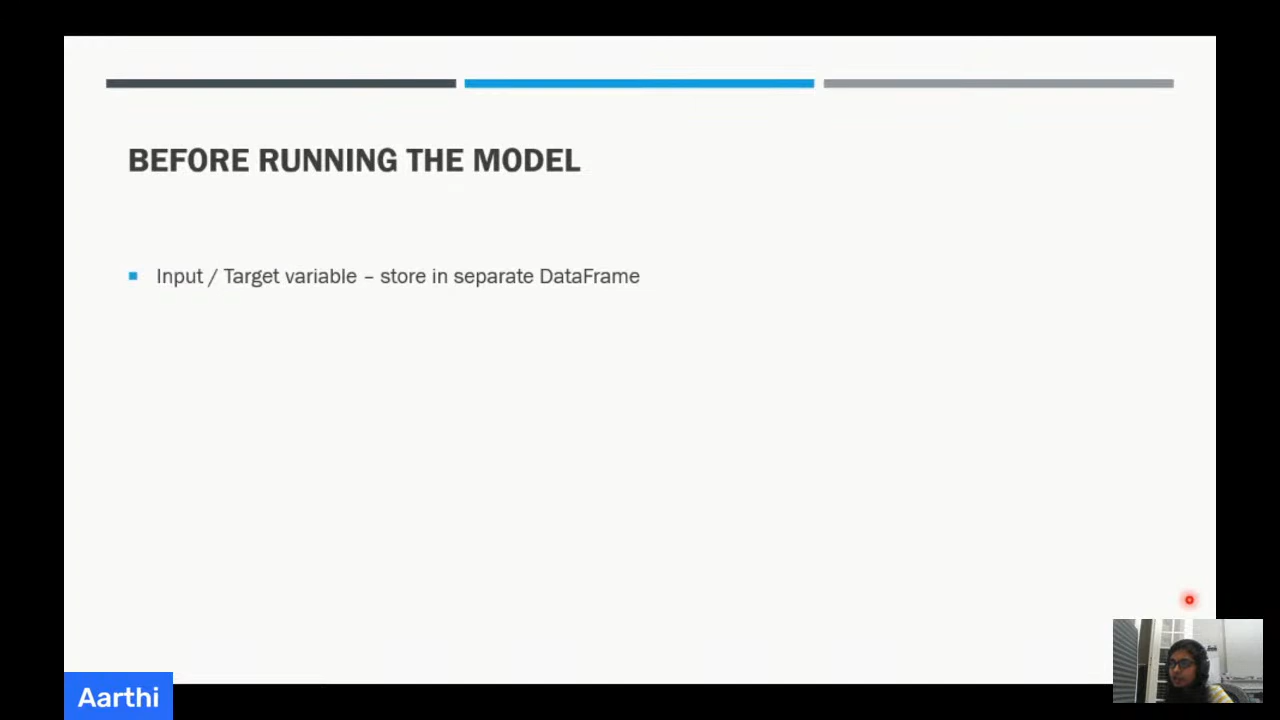 BEFORE RUNNING THE MODEL
Input / Target variable – store in separate DataFrame
Aarthi